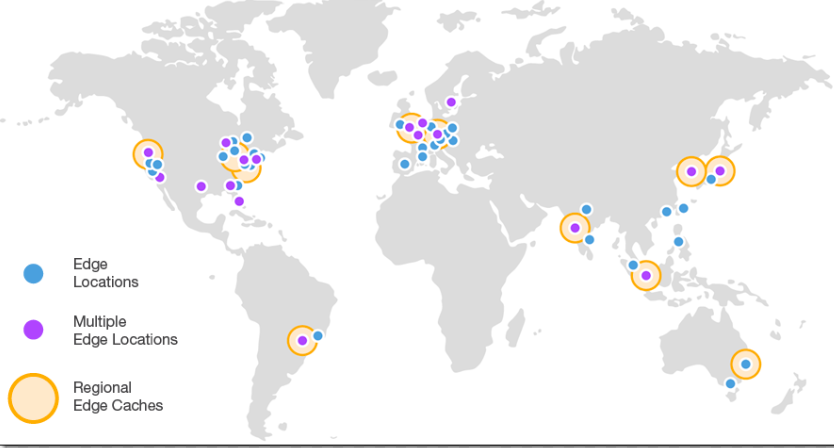 Edge
Locations
Multiple
Edge Locations
Regional
Edge Caches